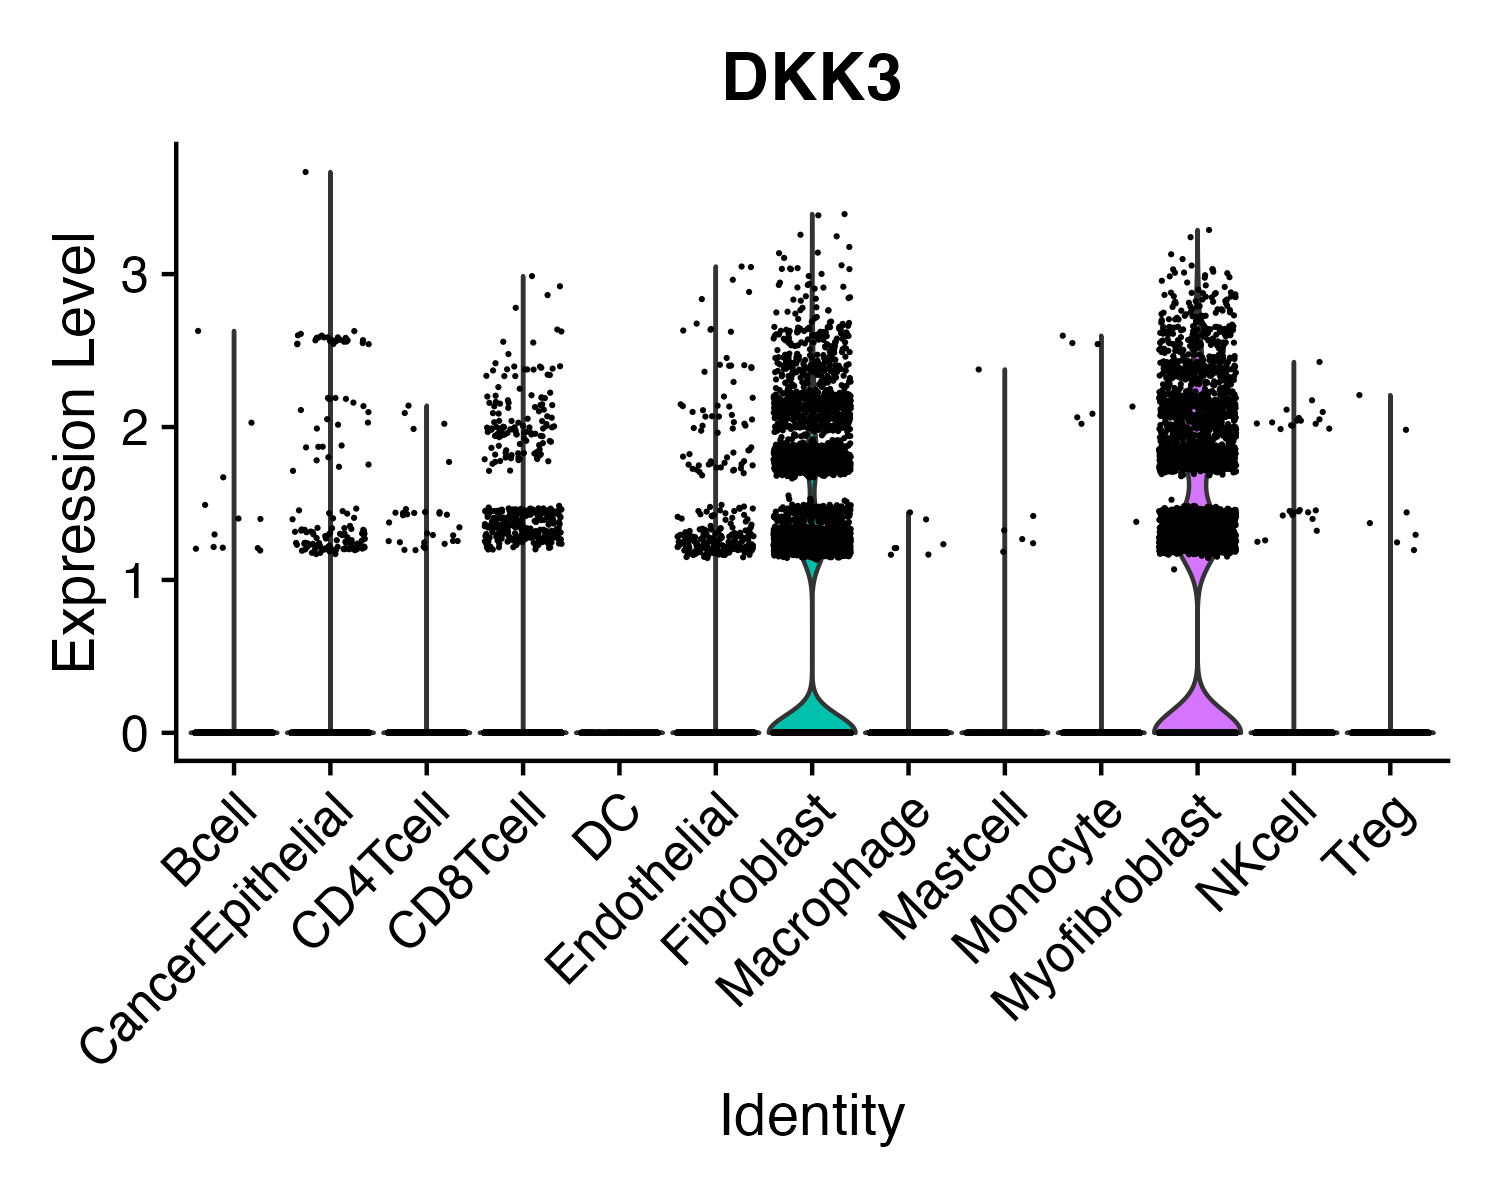 DKK3
Expression Level
3
2
1
0
Bcell
CancerEpithelial
CD4Tcell
CD8Tcell
DC
Endothelial
Fibroblast
Macrophage
Mastcell
Monocyte
Myofibroblast
NKcell
Treg
Identity